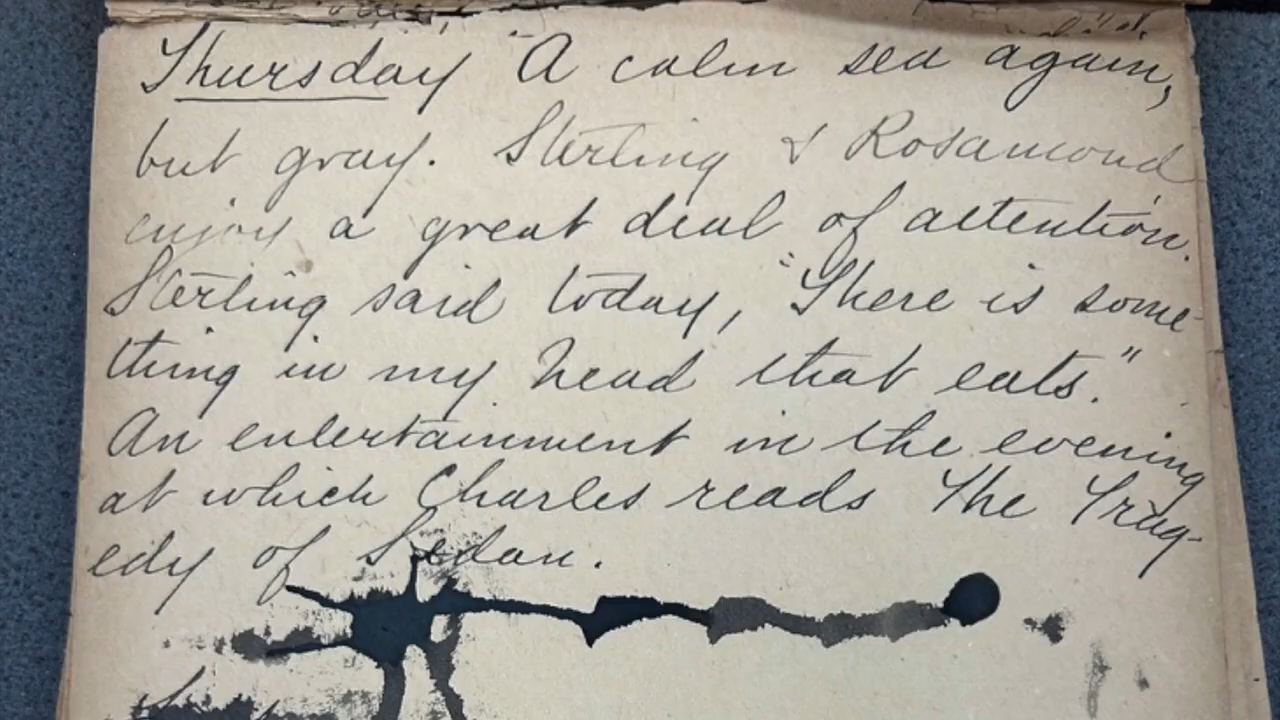 Thursday A calm sea again,
but gray. Sterling & Rosamond
enjoy a great deal of attention.
Sterling said today, "There is some-
thing in my head that eats."
An entertainment in the evening
at which Charles reads The Trag-
edy of Sedan.